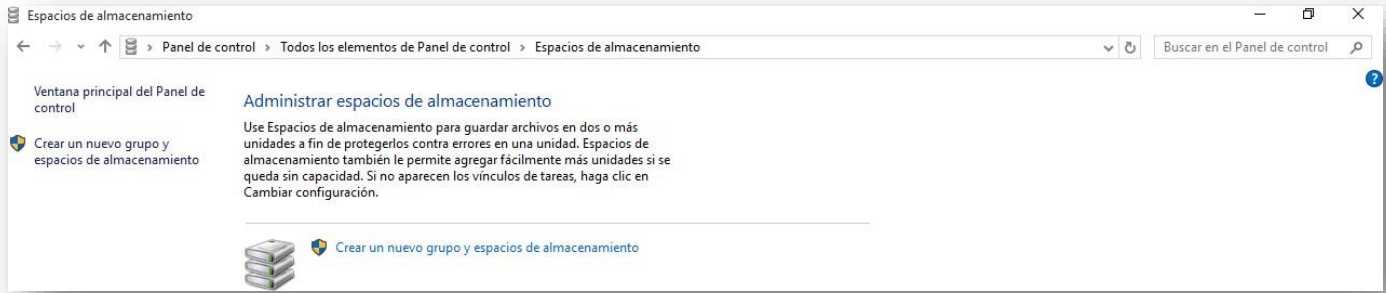 Espacios de almacenamiento
Panel de control > Todos los elementos de Panel de control > Espacios de almacenamiento
Buscar en el Panel de control
?
Ventana principal del Panel de
control
Crear un nuevo grupo y
espacios de almacenamiento
Administrar espacios de almacenamiento
Use Espacios de almacenamiento para guardar archivos en dos o más
unidades a fin de protegerlos contra errores en una unidad. Espacios de
almacenamiento también le permite agregar fácilmente más unidades si se
queda sin capacidad. Si no aparecen los vínculos de tareas, haga clic en
Cambiar configuración.
Crear un nuevo grupo y espacios de almacenamiento